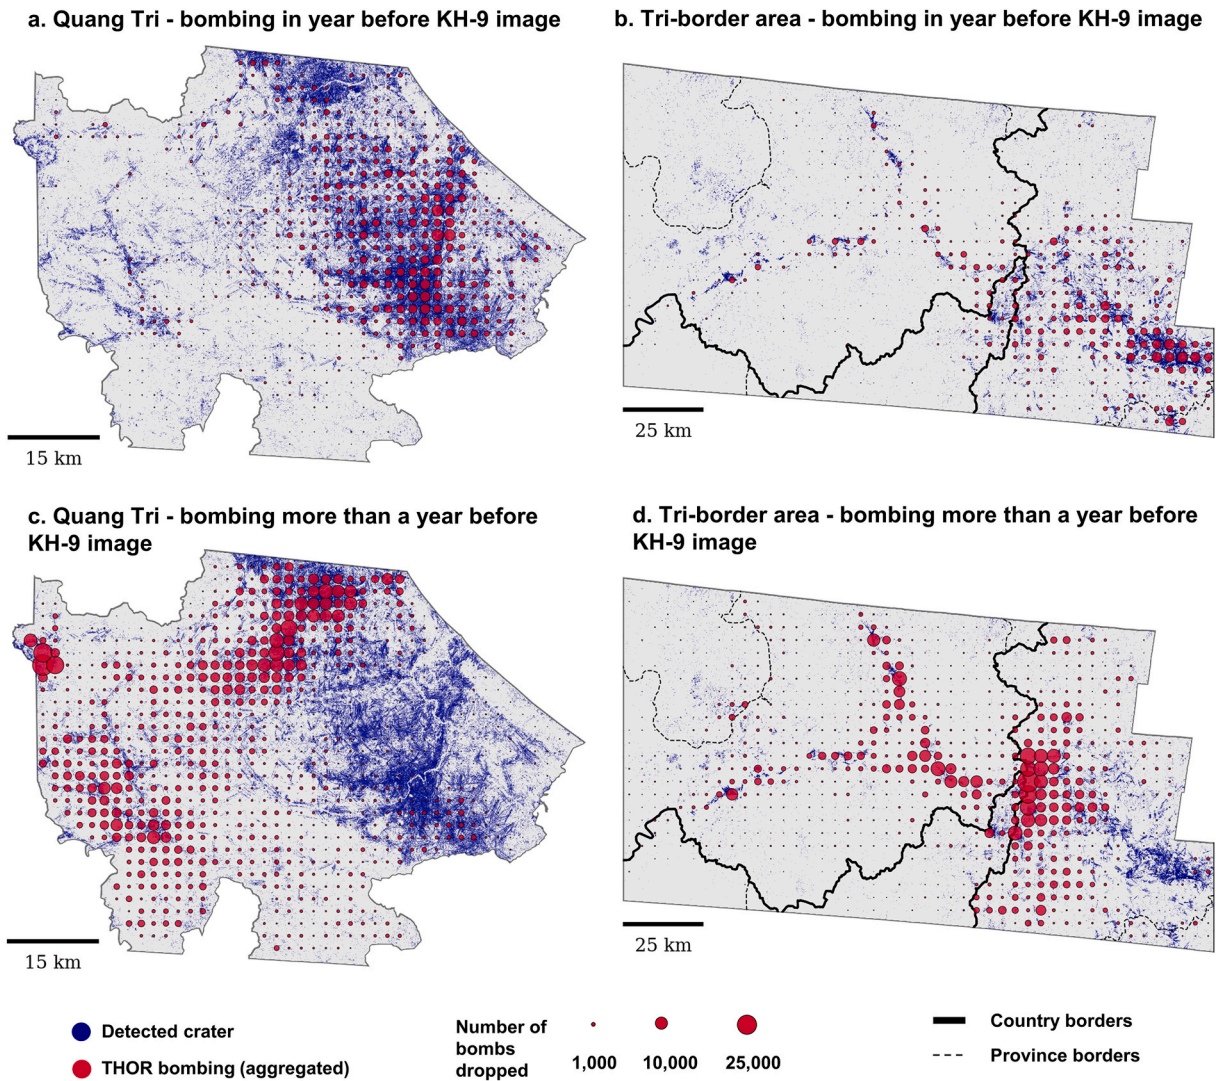 a. Quang Tri - bombing in year before KH-9 image
b. Tri-border area - bombing in year before KH-9 image
15 km
25 km
c. Quang Tri - bombing more than a year before
KH-9 image
d. Tri-border area - bombing more than a year before
KH-9 image
15 km
25 km
Detected crater
THOR bombing (aggregated)
Number of
bombs
dropped
1,000
10,000
25,000
Country borders
Province borders